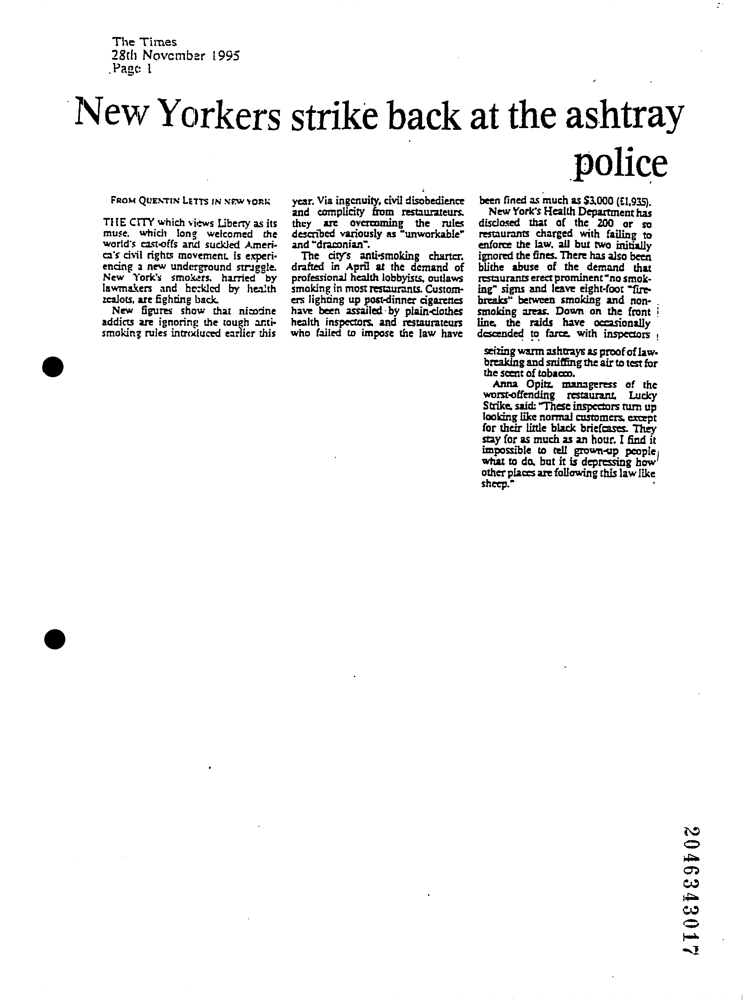 The Times
28th November 1995
Page 1
New Yorkers strike back at the ashtray
police
FROM QUENTIN LETTS IN NEW YORK
THE CITY which views Liberty as its
muse, which long welcomed the
world's cast-offs and suckled Ameri-
ca's civil rights movement, is experi-
encing a new underground struggle.
New York's smokers, harried by
lawmakers and heckled by health
zealots, are fighting back.
New figures show that nicotine
addicts are ignoring the tough anti-
smoking rules introduced earlier this
year. Via ingenuity, civil disobedience
and complicity from restaurateurs,
they are overcoming the rules
described variously as "unworkable"
and "draconian".
The city's anti-smoking charter,
drafted in April at the demand of
professional health lobbyists, outlaws
smoking in most restaurants. Custom-
ers lighting up post-dinner cigarettes
have been assailed by plain-clothes
health inspectors, and restaurateurs
who failed to impose the law have
been fined as much as $3,000 (£1,935).
New York's Health Department has
disclosed that of the 200 or so
restaurants charged with failing to
enforce the law, all but two initially
ignored the fines. There has also been
blithe abuse of the demand that
restaurants erect prominent "no smok-
ing" signs and leave eight-foot "fire-
breaks" between smoking and non-
smoking areas. Down on the front
line, the raids have occasionally
descended to farce, with inspectors
seizing warm ashtrays as proof of law-
breaking and sniffing the air to test for
the scent of tobacco.
Anna Opitz, manageress of the
worst-offending restaurant, Lucky
Strike, said: "These inspectors turn up
looking like normal customers, except
for their little black briefcases. They
stay for as much as an hour. I find it
impossible to tell grown-up people
what to do, but it is depressing how
other places are following this law like
sheep."
2046343017